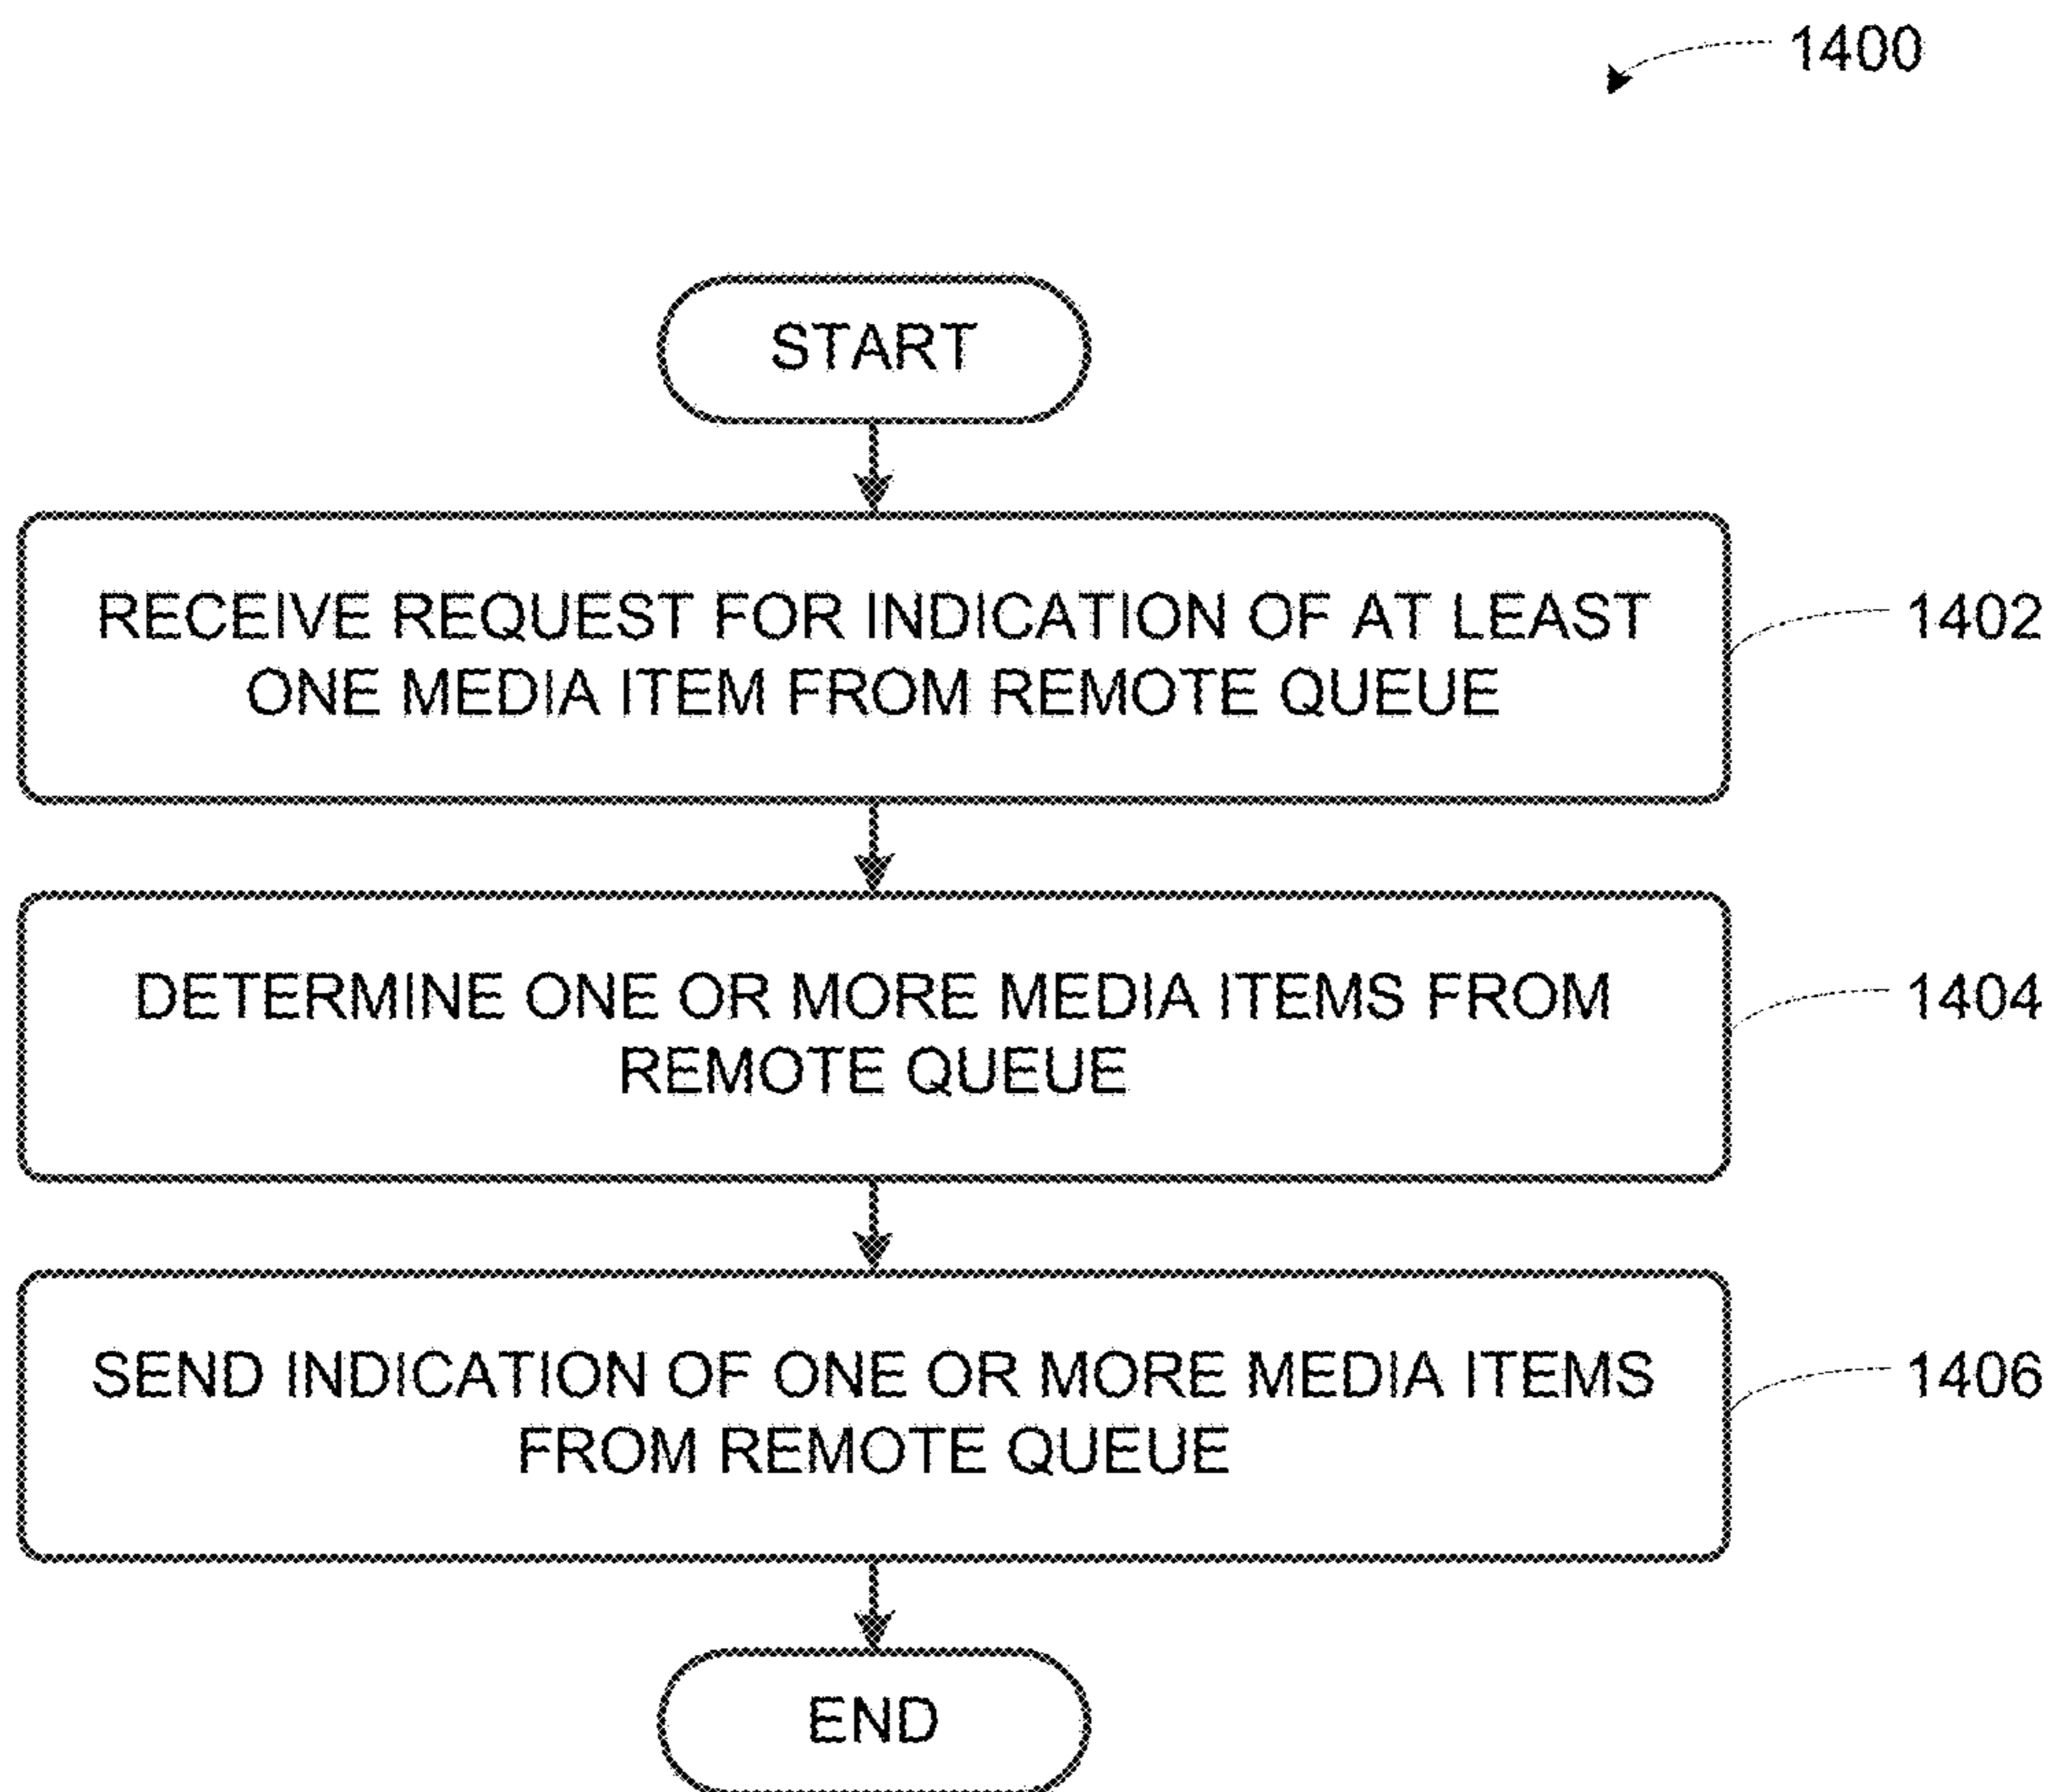 1400
START
RECEIVE REQUEST FOR INDICATION OF AT LEAST
ONE MEDIA ITEM FROM REMOTE QUEUE
1402
DETERMINE ONE OR MORE MEDIA ITEMS FROM
REMOTE QUEUE
1404
SEND INDICATION OF ONE OR MORE MEDIA ITEMS
FROM REMOTE QUEUE
1406
END